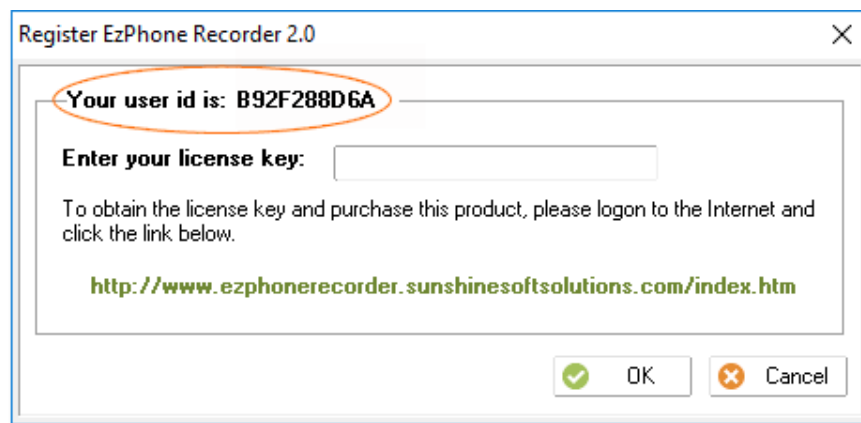 Register EzPhone Recorder 2.0
Your user id is: B92F288D6A
Enter your license key:
To obtain the license key and purchase this product, please logon to the Internet and
click the link below.
http://www.ezphonerecorder.sunshinesoftsolutions.com/index.htm
OK Cancel